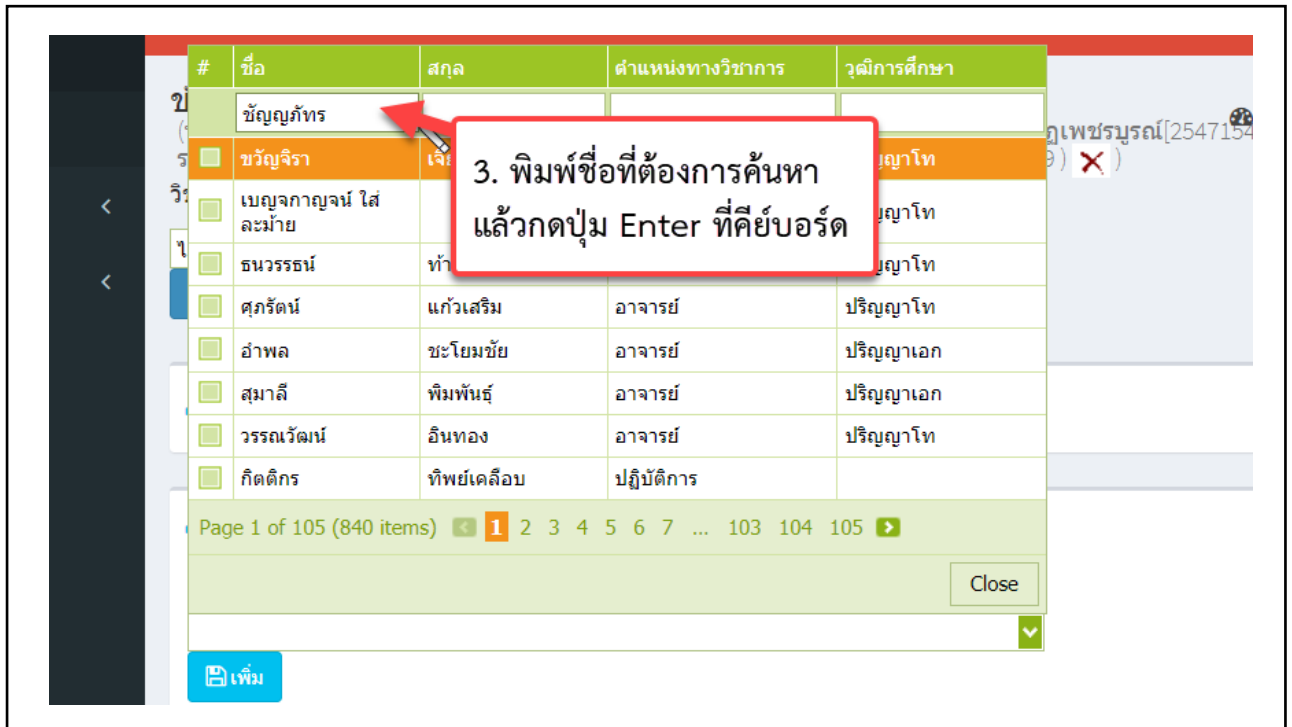 # ชื่อ สกุล ตำแหน่งทางวิชาการ วุฒิการศึกษา
ชัญญภัทร
ฏเพชรบูรณ์[2547154
3. พิมพ์ชื่อที่ต้องการค้นหา
แล้วกดปุ่ม Enter ที่คีย์บอร์ด
ขวัญจิรา
เบญจกาญจน์ ใส่
ละม้าย
ธนวรรธน์
ศุภรัตน์ แก้วเสริม อาจารย์ ปริญญาโท
อำพล ชะโยมชัย อาจารย์ ปริญญาเอก
สุมาลี พิมพันธุ์ อาจารย์ ปริญญาเอก
วรรณวัฒน์ อินทอง อาจารย์ ปริญญาโท
กิตติกร ทิพย์เคลือบ ปฏิบัติการ
Page 1 of 105 (840 items) 1 2 3 4 5 6 7 ... 103 104 105
Close
เพิ่ม